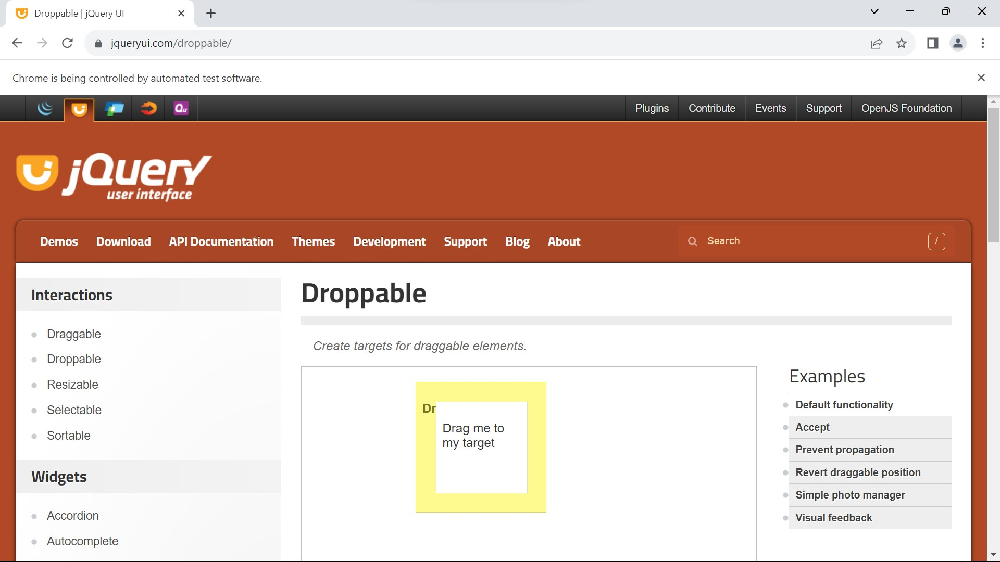 Droppable | jQuery UI
jqueryui.com/droppable/
Chrome is being controlled by automated test software.
Qu
Plugins Contribute Events Support OpenJS Foundation
jQuery
user interface
Demos Download API Documentation Themes Development Support Blog About Search /
Interactions
Draggable
Droppable
Resizable
Selectable
Sortable
Widgets
Accordion
Autocomplete
Droppable
Create targets for draggable elements.
Dr
Drag me to
my target
Examples
Default functionality
Accept
Prevent propagation
Revert draggable position
Simple photo manager
Visual feedback